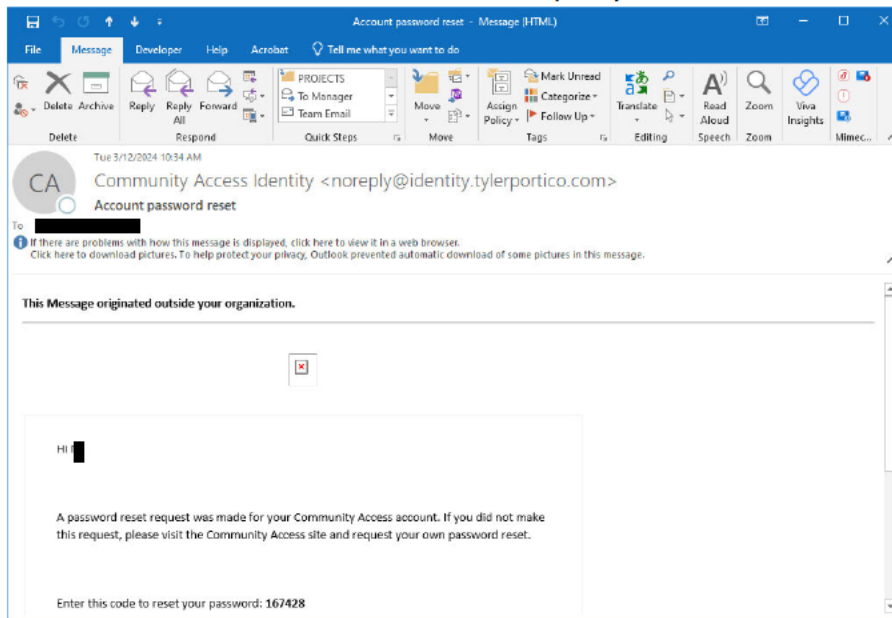 Account password reset - Message (HTML)
File Message Developer Help Acrobat Tell me what you want to do
Delete Archive
Reply Reply All Forward
PROJECTS
To Manager
Team Email
Move
Assign Policy
Mark Unread
Categorize
Follow Up
Translate
Read Aloud
Zoom
Viva Insights
Delete Respond Quick Steps Move Tags Editing Speech Zoom Mimec...
Tue 3/12/2024 10:34 AM
CA
Community Access Identity <noreply@identity.tylerportico.com>
Account password reset
To
If there are problems with how this message is displayed, click here to view it in a web browser.
Click here to download pictures. To help protect your privacy, Outlook prevented automatic download of some pictures in this message.
This Message originated outside your organization.
HI
A password reset request was made for your Community Access account. If you did not make
this request, please visit the Community Access site and request your own password reset.
Enter this code to reset your password: 167428